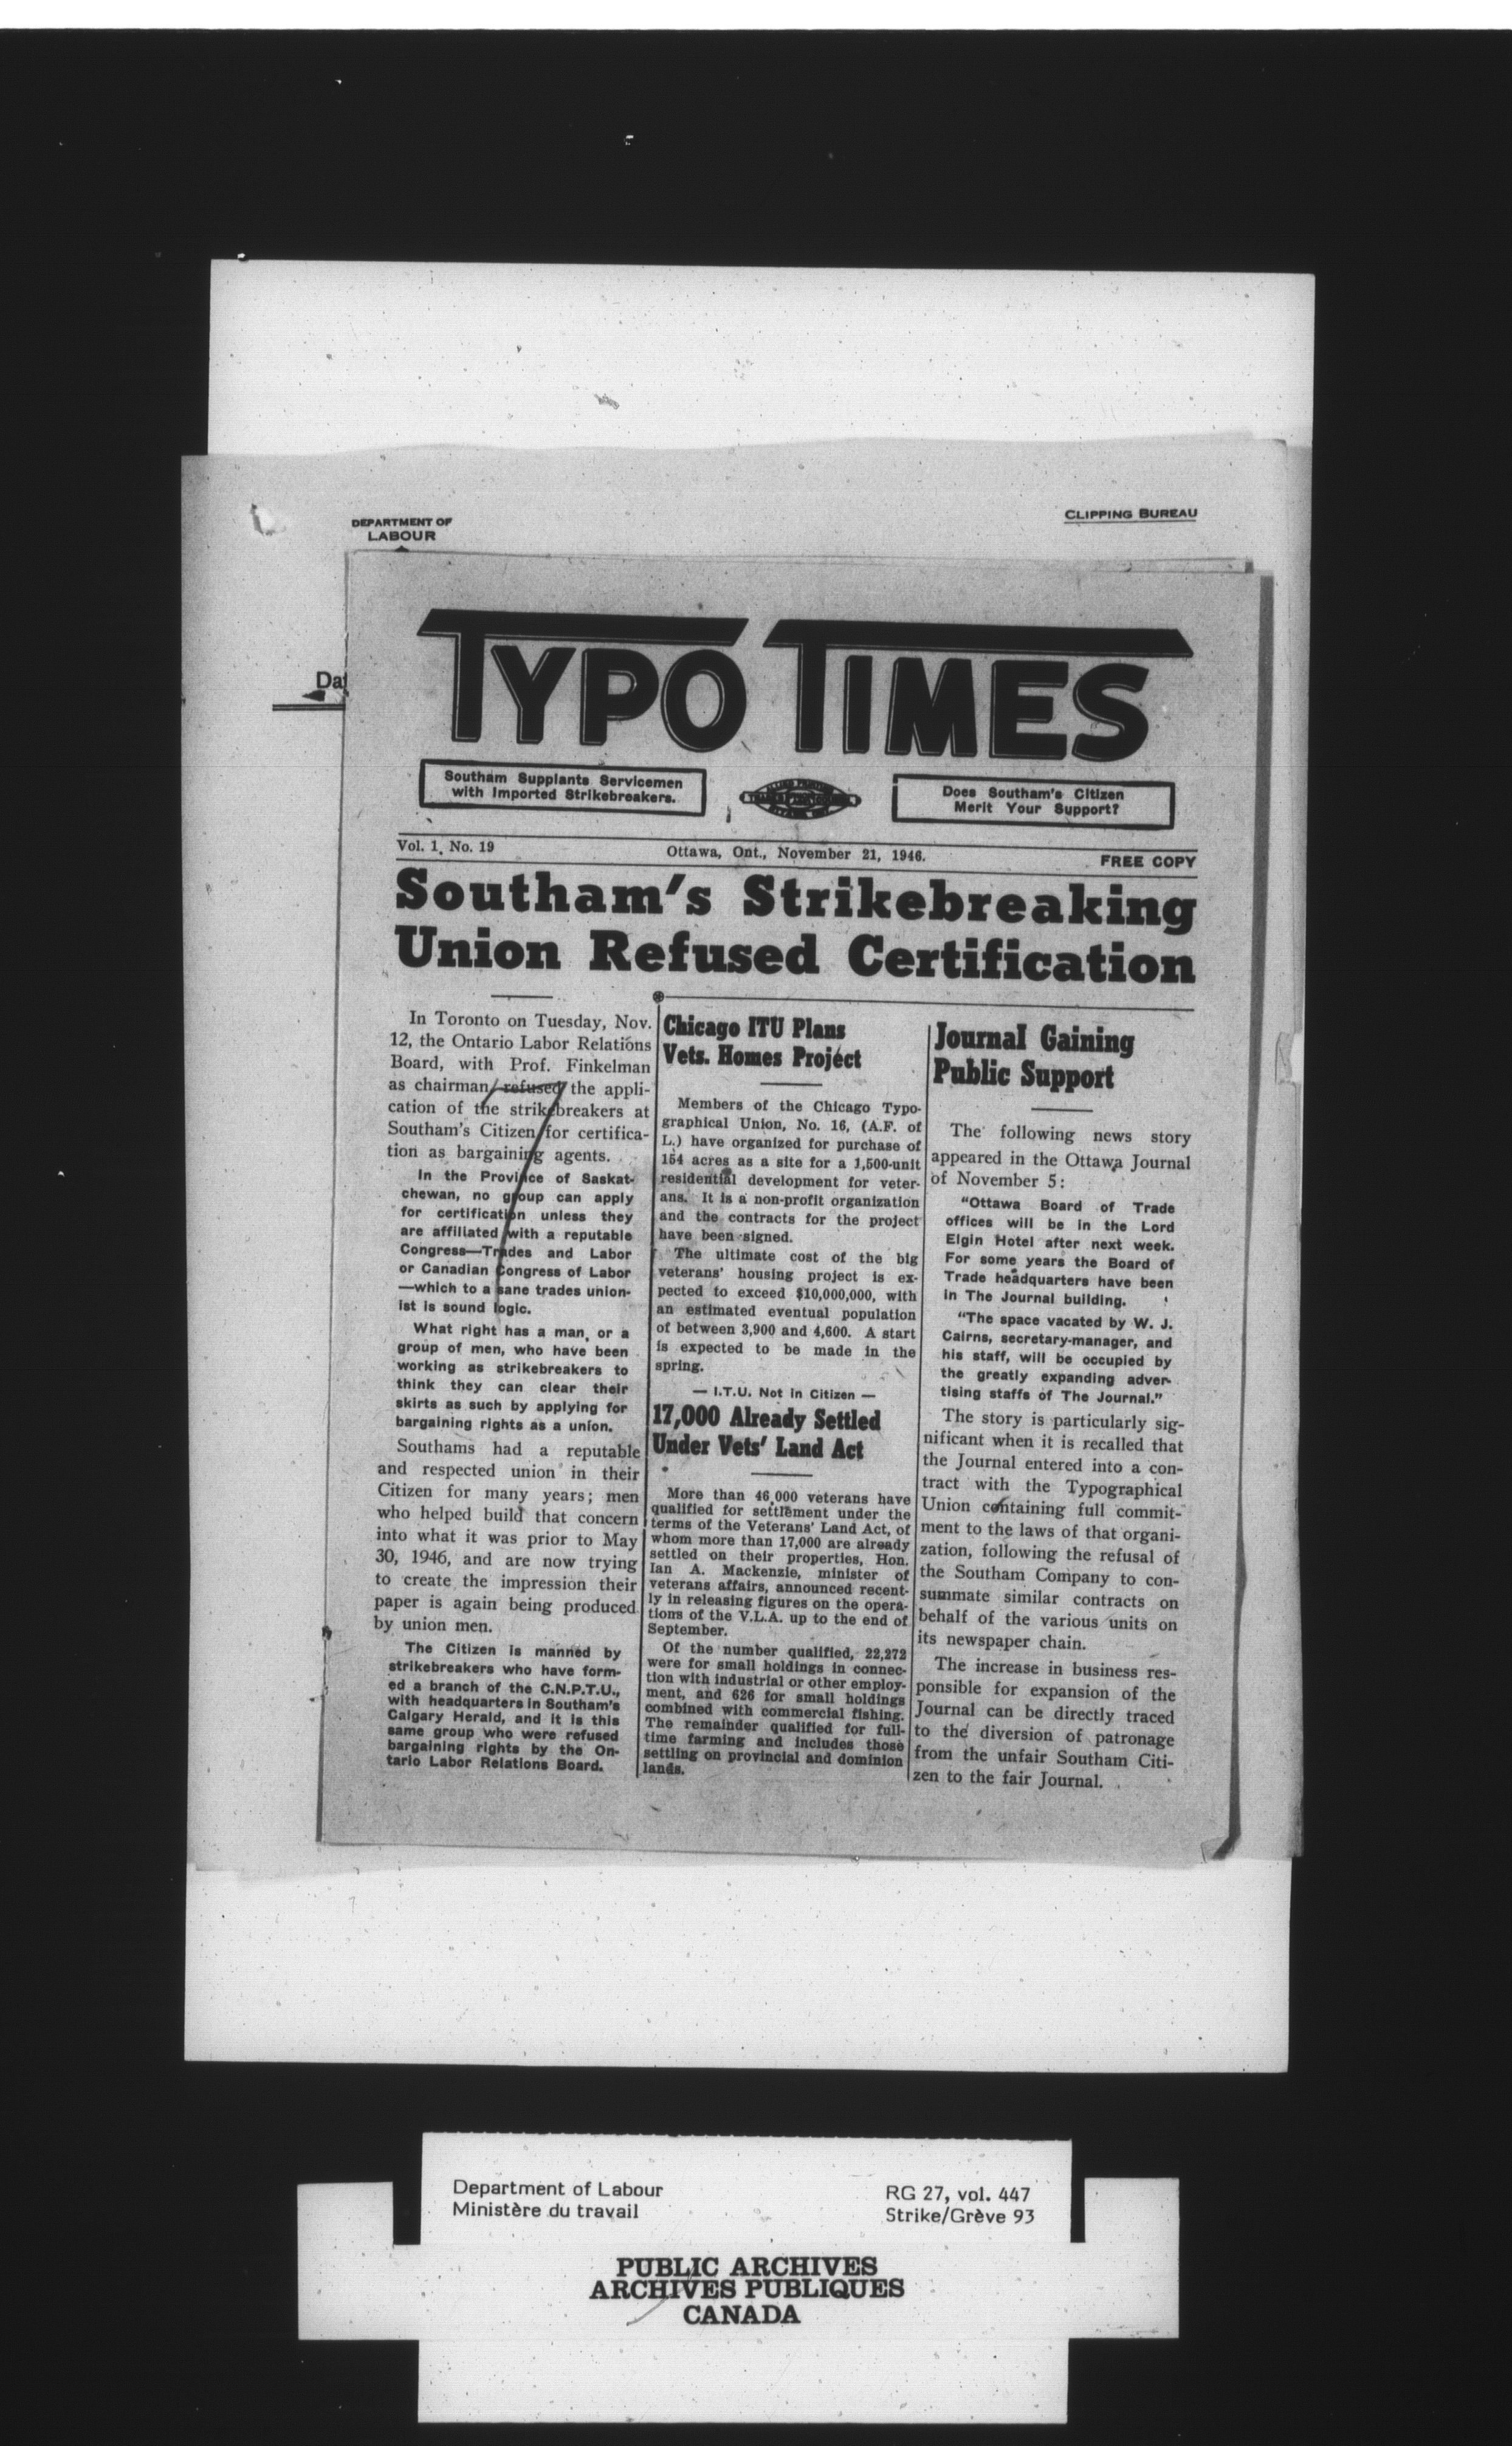 DEPARTMENT OF
LABOUR
CLIPPING BUREAU
TYPO TIMES
Southam Supplants Servicemen
with Imported Strikebreakers.
Does Southam's Citizen
Merit Your Support?
Vol. 1, No. 19
Ottawa, Ont., November 21, 1946.
FREE COPY
Southam's Strikebreaking
Union Refused Certification
In Toronto on Tuesday, Nov.
12, the Ontario Labor Relations
Board, with Prof. Finkelman
as chairman, refused the appli-
cation of the strikebreakers at
Southam's Citizen for certifica-
tion as bargaining agents.
In the Province of Saskat-
chewan, no group can apply
for certification unless they
are affiliated with a reputable
Congress—Trades and Labor
or Canadian Congress of Labor
—which to a sane trades union-
ist is sound logic.
What right has a man, or a
group of men, who have been
working as strikebreakers to
think they can clear their
skirts as such by applying for
bargaining rights as a union.
Southams had a reputable
and respected union in their
Citizen for many years; men
who helped build that concern
into what it was prior to May
30, 1946, and are now trying
to create the impression their
paper is again being produced
by union men.
The Citizen is manned by
strikebreakers who have form-
ed a branch of the C.N.P.T.U.,
with headquarters in Southam's
Calgary Herald, and it is this
same group who were refused
bargaining rights by the On-
tario Labor Relations Board.
Chicago ITU Plans
Vets. Homes Project
Members of the Chicago Typo-
graphical Union, No. 16, (A.F. of
L.) have organized for purchase of
154 acres as a site for a 1,500-unit
residential development for veter-
ans. It is a non-profit organization
and the contracts for the project
have been signed.
The ultimate cost of the big
veterans' housing project is ex-
pected to exceed $10,000,000, with
an estimated eventual population
of between 3,900 and 4,600. A start
is expected to be made in the
spring.
— I.T.U. Not in Citizen —
17,000 Already Settled
Under Vets' Land Act
More than 46,000 veterans have
qualified for settlement under the
terms of the Veterans' Land Act, of
whom more than 17,000 are already
settled on their properties, Hon.
Ian A. Mackenzie, minister of
veterans affairs, announced recent-
ly in releasing figures on the opera-
tions of the V.L.A. up to the end of
September.
Of the number qualified, 22,272
were for small holdings in connec-
tion with industrial or other employ-
ment, and 626 for small holdings
combined with commercial fishing.
The remainder qualified for full-
time farming and includes those
settling on provincial and dominion
lands.
Journal Gaining
Public Support
The following news story
appeared in the Ottawa Journal
of November 5:
"Ottawa Board of Trade
offices will be in the Lord
Elgin Hotel after next week.
For some years the Board of
Trade headquarters have been
in The Journal building.
"The space vacated by W. J.
Cairns, secretary-manager, and
his staff, will be occupied by
the greatly expanding adver-
tising staffs of The Journal."
The story is particularly sig-
nificant when it is recalled that
the Journal entered into a con-
tract with the Typographical
Union containing full commit-
ment to the laws of that organi-
zation, following the refusal of
the Southam Company to con-
summate similar contracts on
behalf of the various units on
its newspaper chain.
The increase in business res-
ponsible for expansion of the
Journal can be directly traced
to the diversion of patronage
from the unfair Southam Citi-
zen to the fair Journal.
Department of Labour
Ministère du travail
RG 27, vol. 447
Strike/Grève 93
PUBLIC ARCHIVES
ARCHIVES PUBLIQUES
CANADA